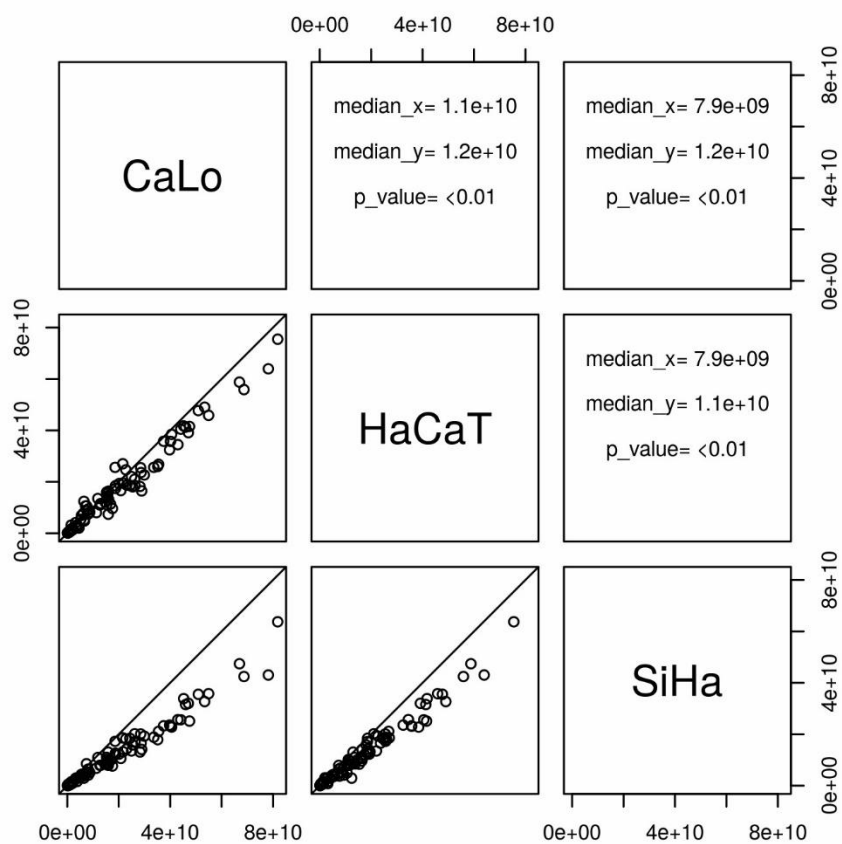 0e+00 4e+10 8e+10
CaLo
median_x= 1.1e+10
median_y= 1.2e+10
p_value= <0.01
median_x= 7.9e+09
median_y= 1.2e+10
p_value= <0.01
8e+10
4e+10
0e+00
8e+10
4e+10
0e+00
HaCaT
median_x= 7.9e+09
median_y= 1.1e+10
p_value= <0.01
SiHa
8e+10
4e+10
0e+00
0e+00 4e+10 8e+10
0e+00 4e+10 8e+10